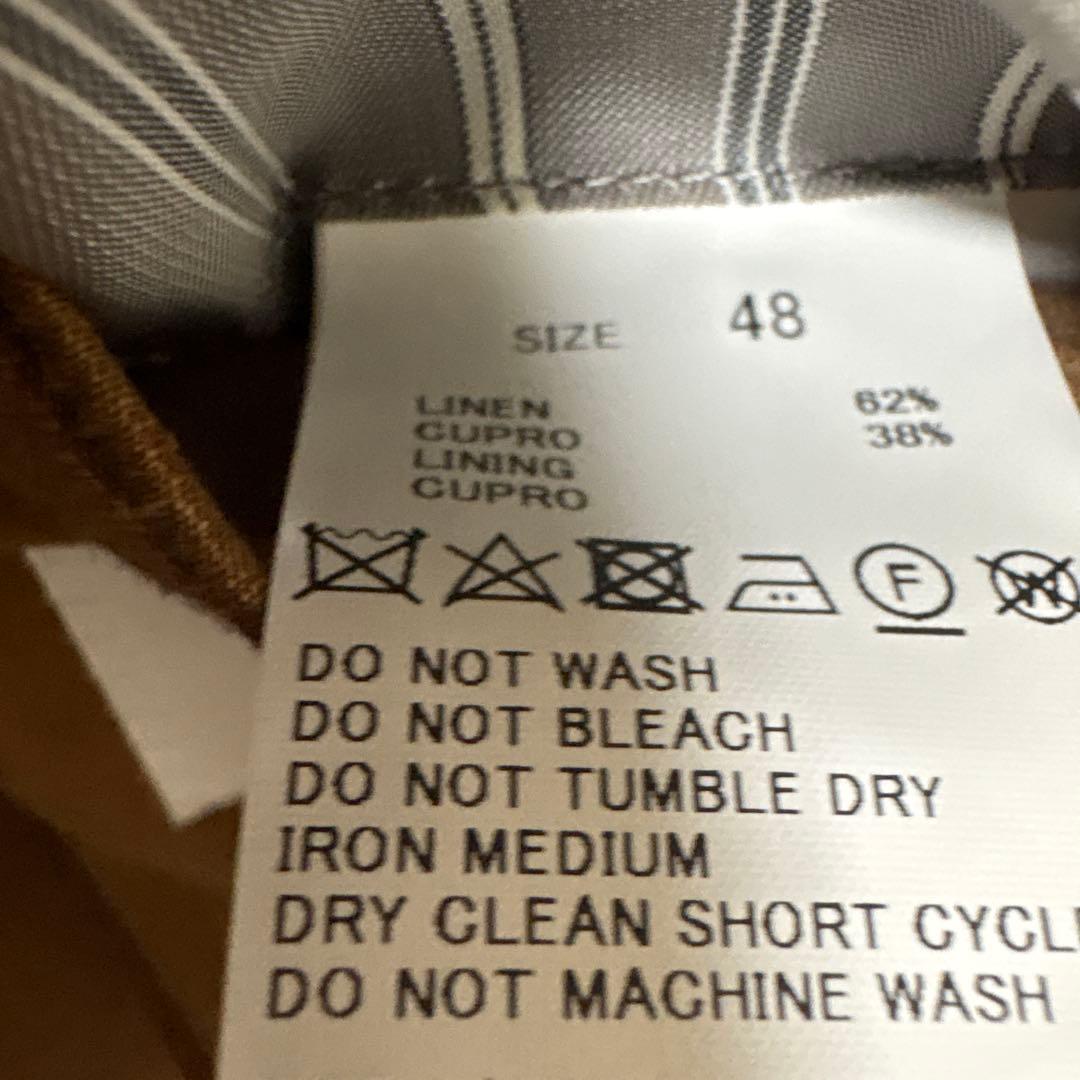 SIZE 48
LINEN 62%
CUPRO 38%
LINING
CUPRO
F
W
DO NOT WASH
DO NOT BLEACH
DO NOT TUMBLE DRY
IRON MEDIUM
DRY CLEAN SHORT CYCL
DO NOT MACHINE WASH